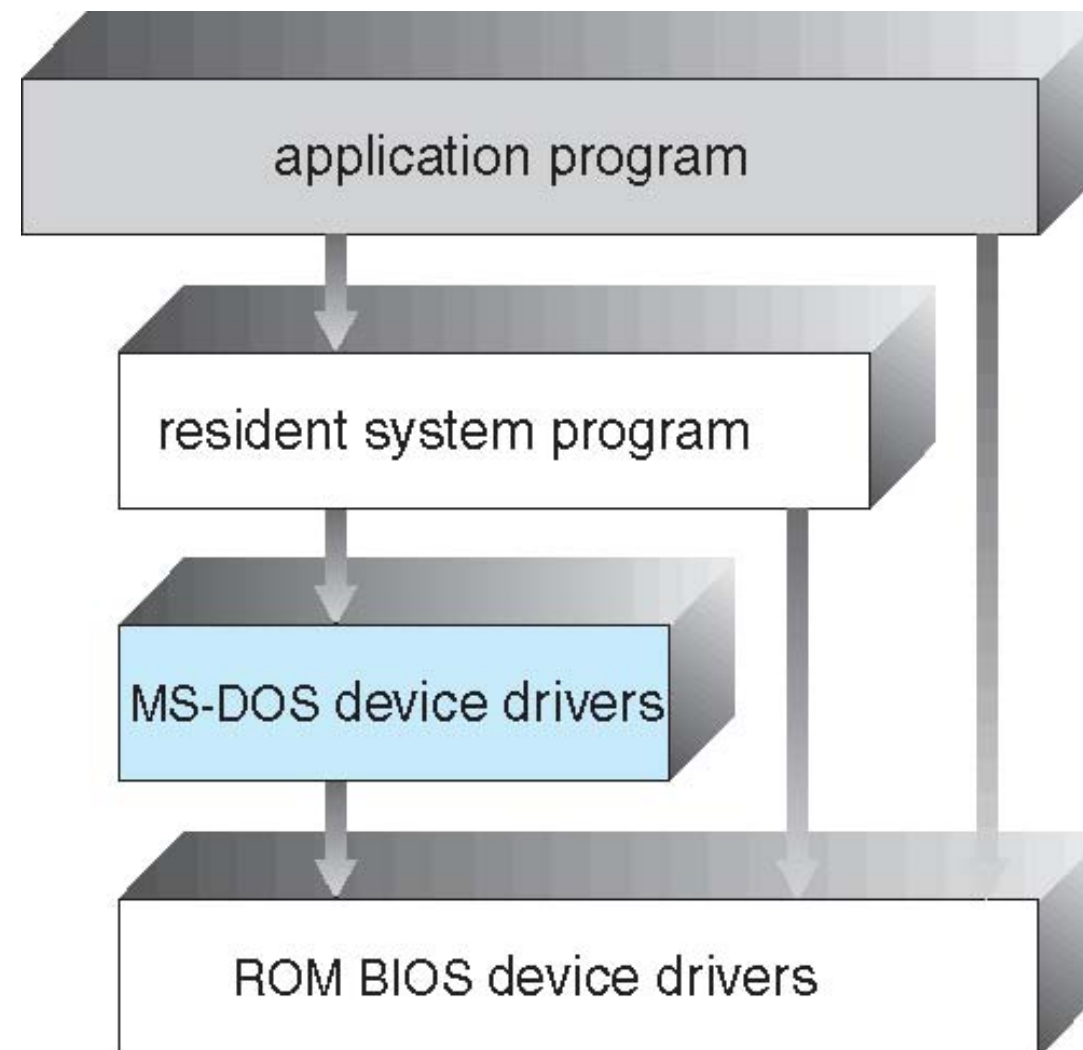 application program
resident system program
MS-DOS device drivers
ROM BIOS device drivers